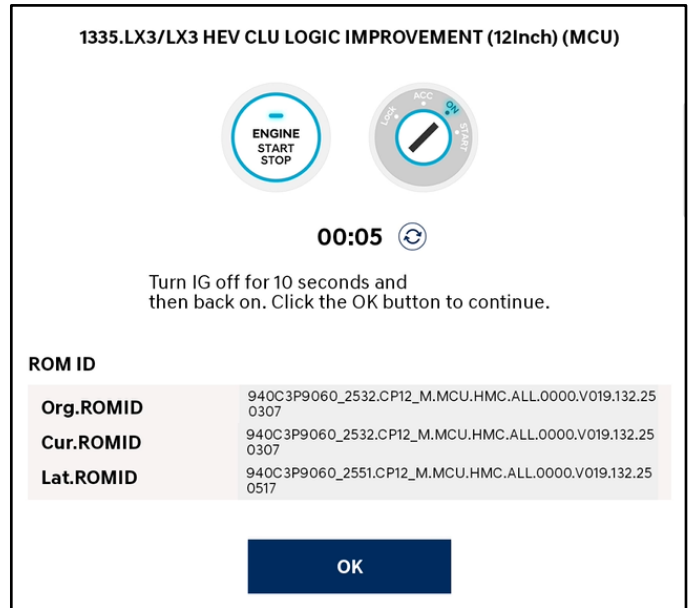 1335.LX3/LX3 HEV CLU LOGIC IMPROVEMENT (12Inch) (MCU)
ENGINE
START
STOP
Lock
ACC
ON
START
00:05
Turn IG off for 10 seconds and
then back on. Click the OK button to continue.
ROM ID
Org.ROMID
940C3P9060_2532.CP12_M.MCU.HMC.ALL.0000.V019.132.25
0307
Cur.ROMID
940C3P9060_2532.CP12_M.MCU.HMC.ALL.0000.V019.132.25
0307
Lat.ROMID
940C3P9060_2551.CP12_M.MCU.HMC.ALL.0000.V019.132.25
0517
OK